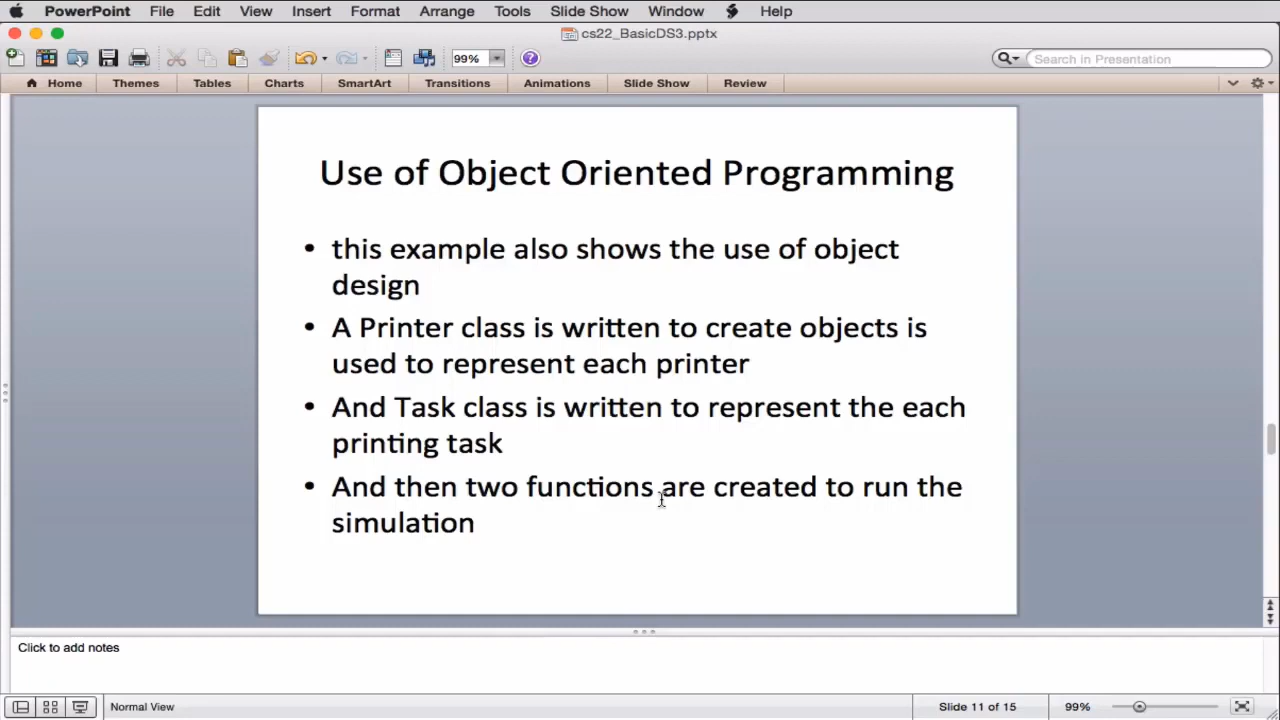 PowerPoint File Edit View Insert Format Arrange Tools Slide Show Window Help
cs22_BasicDS3.pptx
99% Search in Presentation
Home Themes Tables Charts SmartArt Transitions Animations Slide Show Review
Use of Object Oriented Programming
• this example also shows the use of object
design
• A Printer class is written to create objects is
used to represent each printer
• And Task class is written to represent the each
printing task
• And then two functions are created to run the
simulation
Click to add notes
Normal View Slide 11 of 15 99%